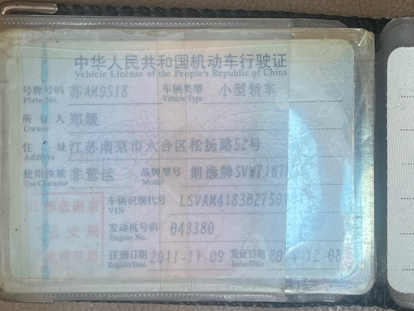 中华人民共和国机动车行驶证
Vehicle License of the People's Republic of China
号牌号码 苏AM9518 车辆类型 小型轿车
Plate No. Vehicle Type
所有人 郑媛
Owner
住址 江苏南京市六合区松杨路52号
Address
使用性质 非营运 品牌型号 朗逸牌SVW7167
Use Character Model
车辆识别代号 LSVAM4183B27501
VIN
发动机号码 043380
Engine No.
注册日期 2011-11-09 发证日期
Register Date Issue Date